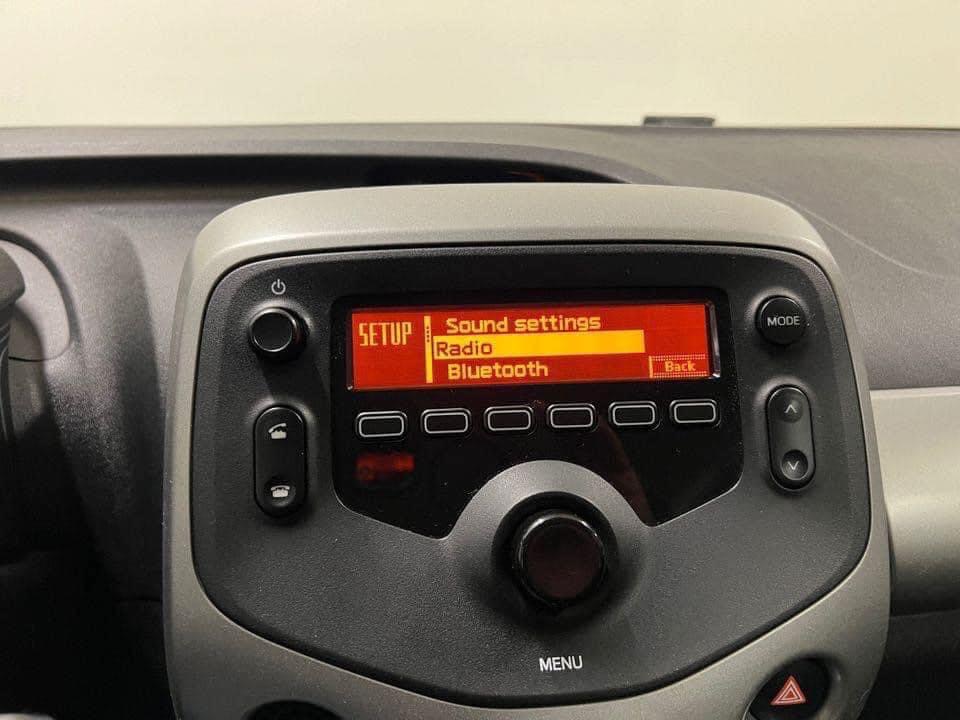 SETUP
Sound settings
Radio
Bluetooth
Back
MODE
MENU